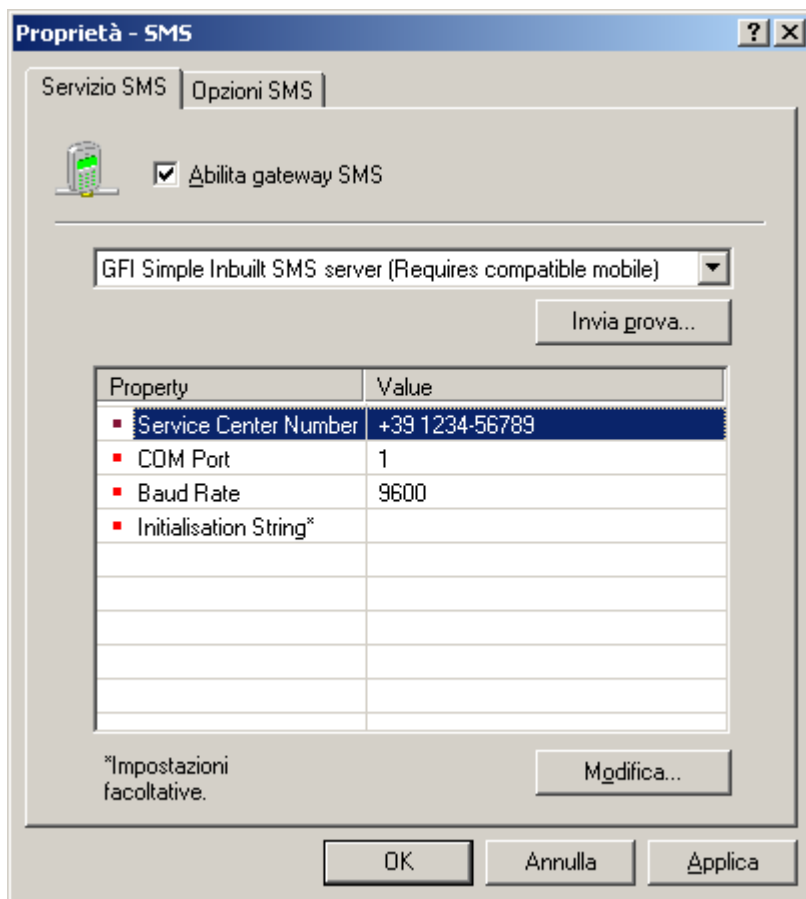 Proprietà - SMS
Servizio SMS
Opzioni SMS
Abilita gateway SMS
GFI Simple Inbuilt SMS server (Requires compatible mobile)
Invia prova...
Property Value
Service Center Number +39 1234-56789
COM Port 1
Baud Rate 9600
Initialisation String*
*Impostazioni
facoltative.
Modifica...
OK Annulla Applica